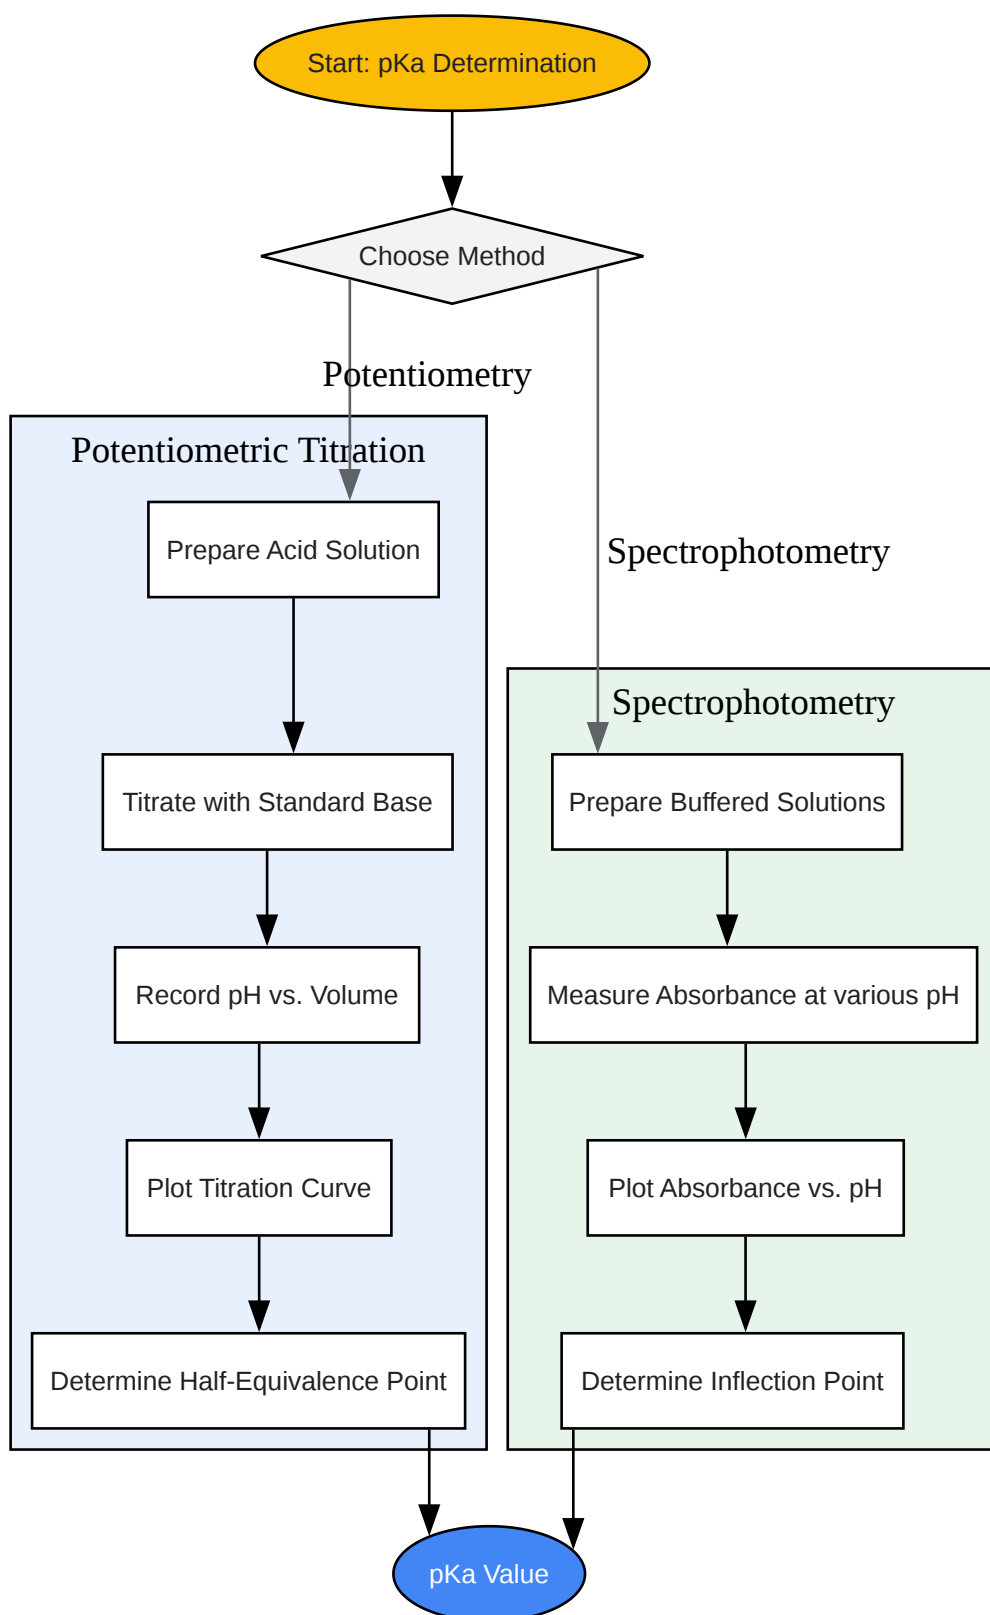 Start: pKa Determination
Choose Method
Potentiometry
Potentiometric Titration
Prepare Acid Solution
Titrate with Standard Base
Record pH vs. Volume
Plot Titration Curve
Determine Half-Equivalence Point
Spectrophotometry
Spectrophotometry
Prepare Buffered Solutions
Measure Absorbance at various pH
Plot Absorbance vs. pH
Determine Inflection Point
pKa Value